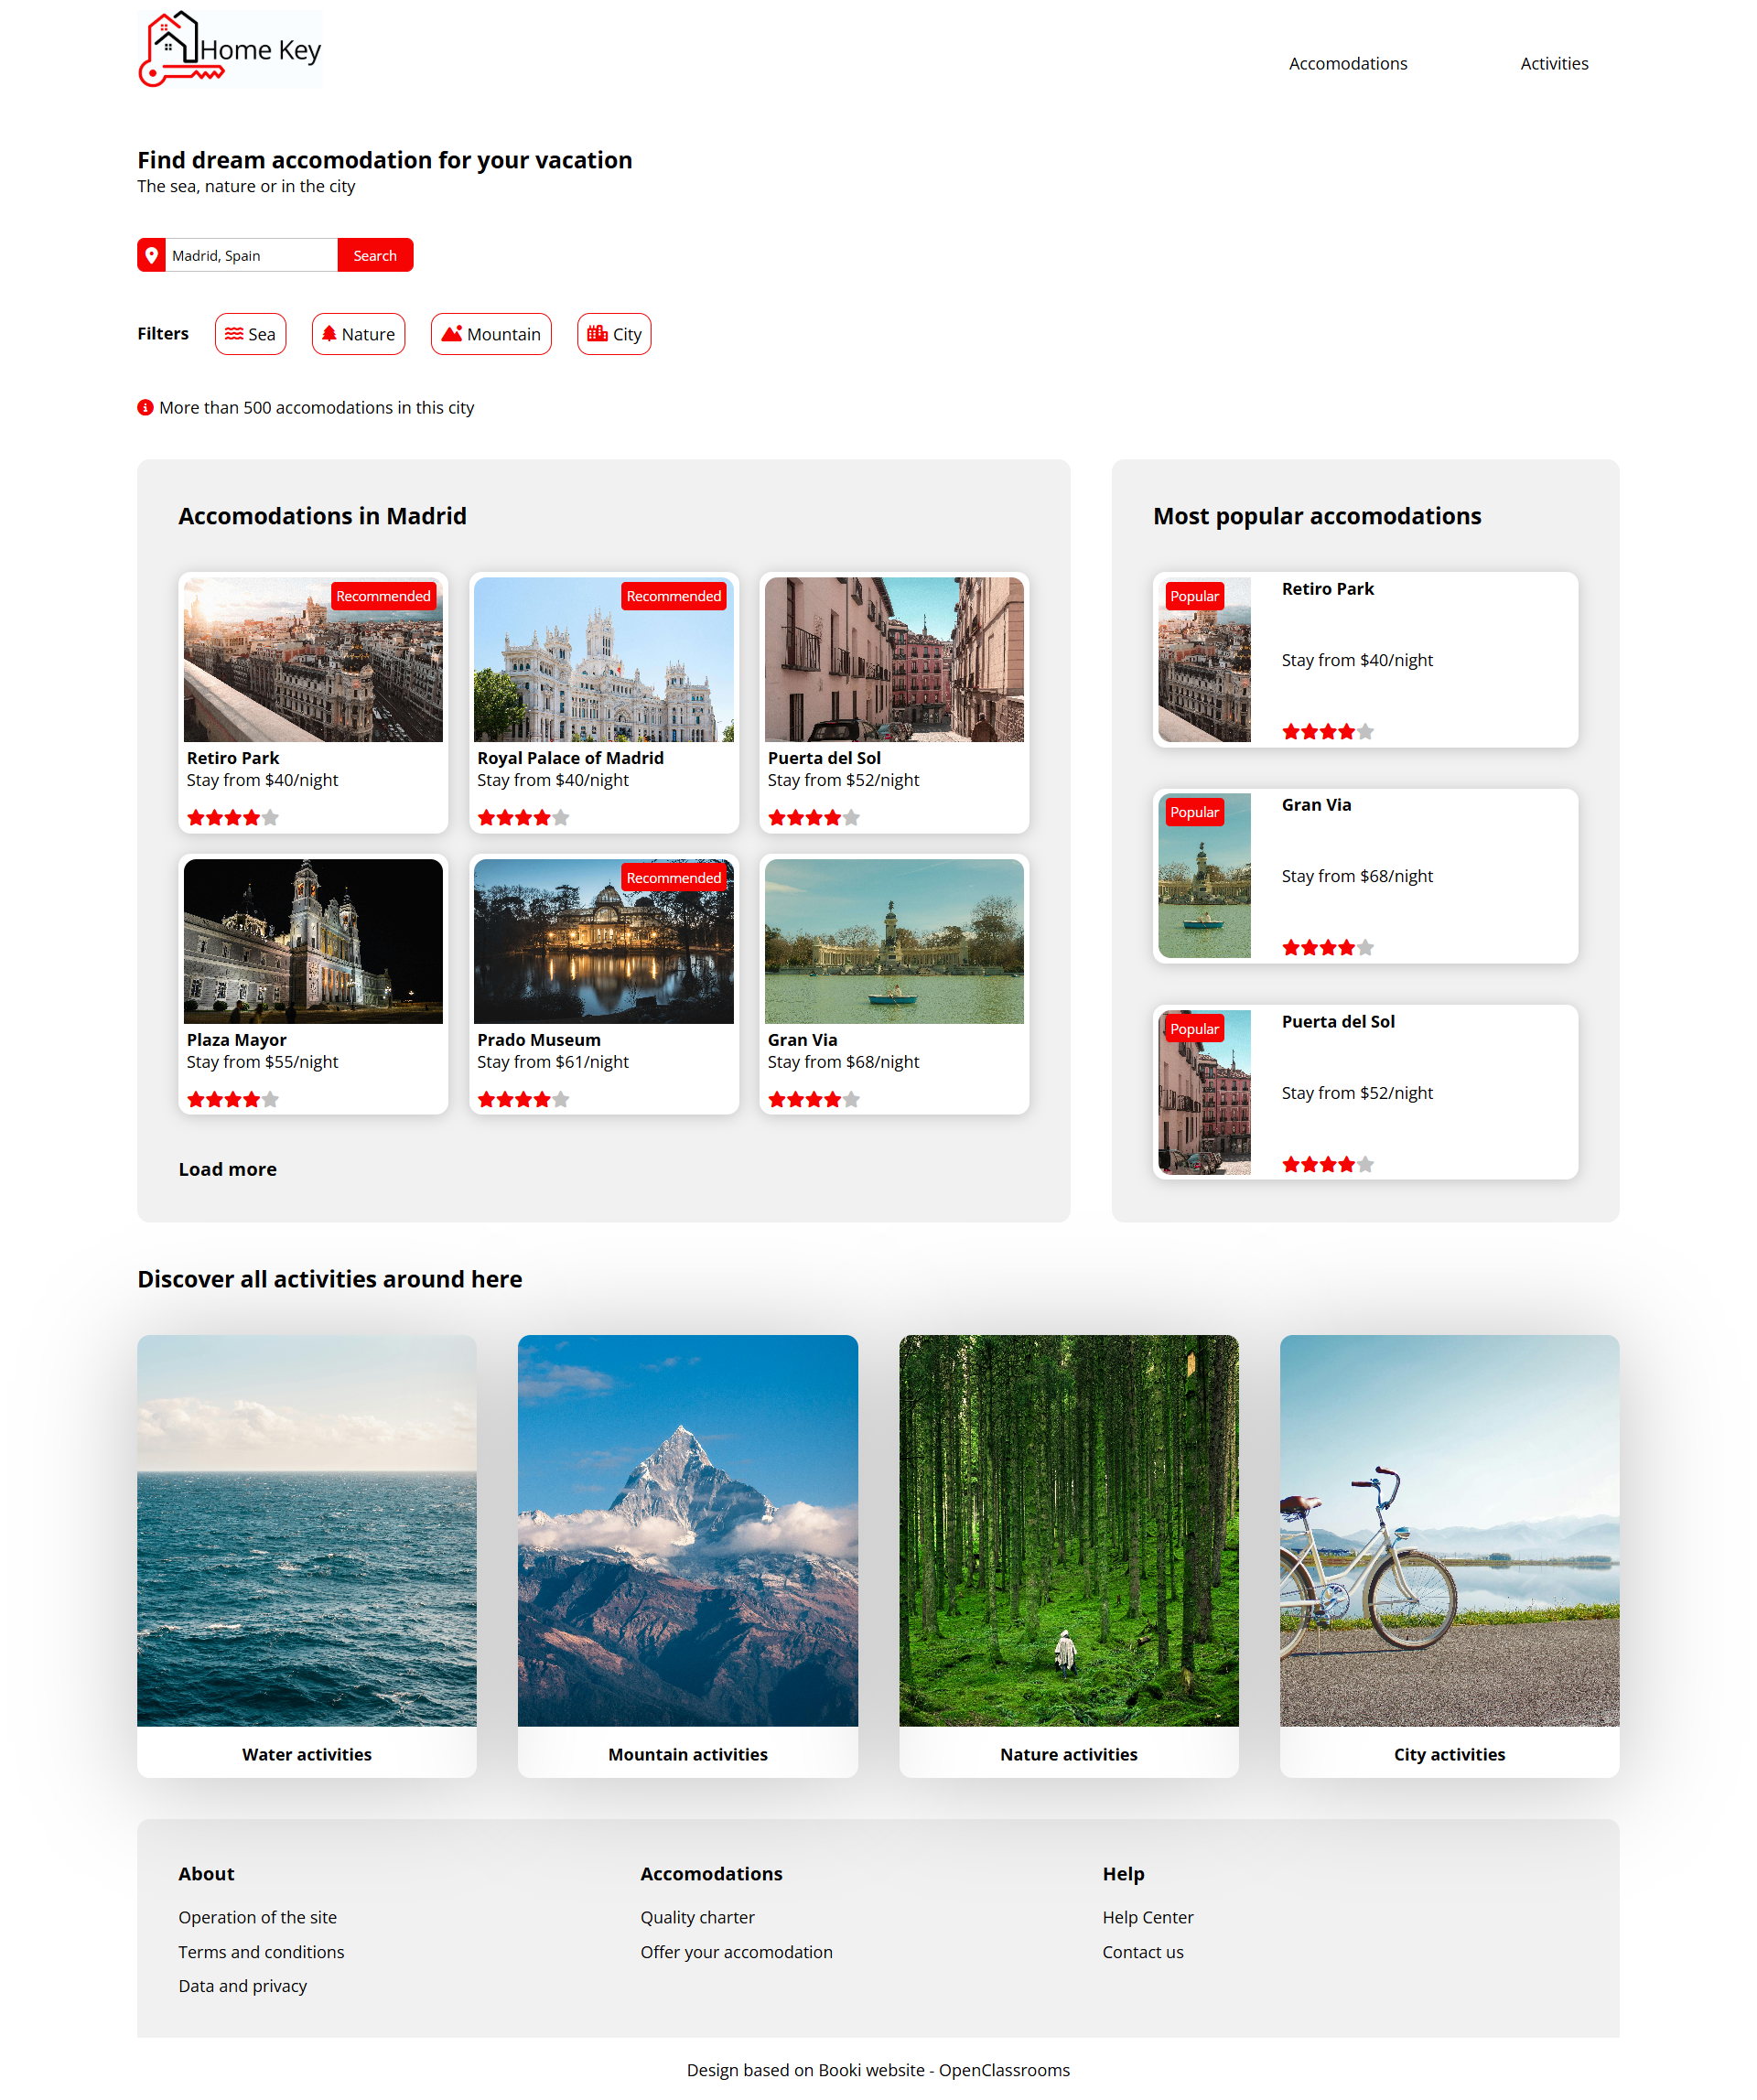 Home Key
Accomodations
Activities
Find dream accomodation for your vacation
The sea, nature or in the city
Madrid, Spain
Search
Filters
Sea
Nature
Mountain
City
More than 500 accomodations in this city
Accomodations in Madrid
Recommended
Retiro Park
Stay from $40/night
Recommended
Royal Palace of Madrid
Stay from $40/night
Puerta del Sol
Stay from $52/night
Plaza Mayor
Stay from $55/night
Recommended
Prado Museum
Stay from $61/night
Gran Via
Stay from $68/night
Load more
Most popular accomodations
Popular
Retiro Park
Stay from $40/night
Popular
Gran Via
Stay from $68/night
Popular
Puerta del Sol
Stay from $52/night
Discover all activities around here
Water activities
Mountain activities
Nature activities
City activities
About
Operation of the site
Terms and conditions
Data and privacy
Accomodations
Quality charter
Offer your accomodation
Help
Help Center
Contact us
Design based on Booki website - OpenClassrooms